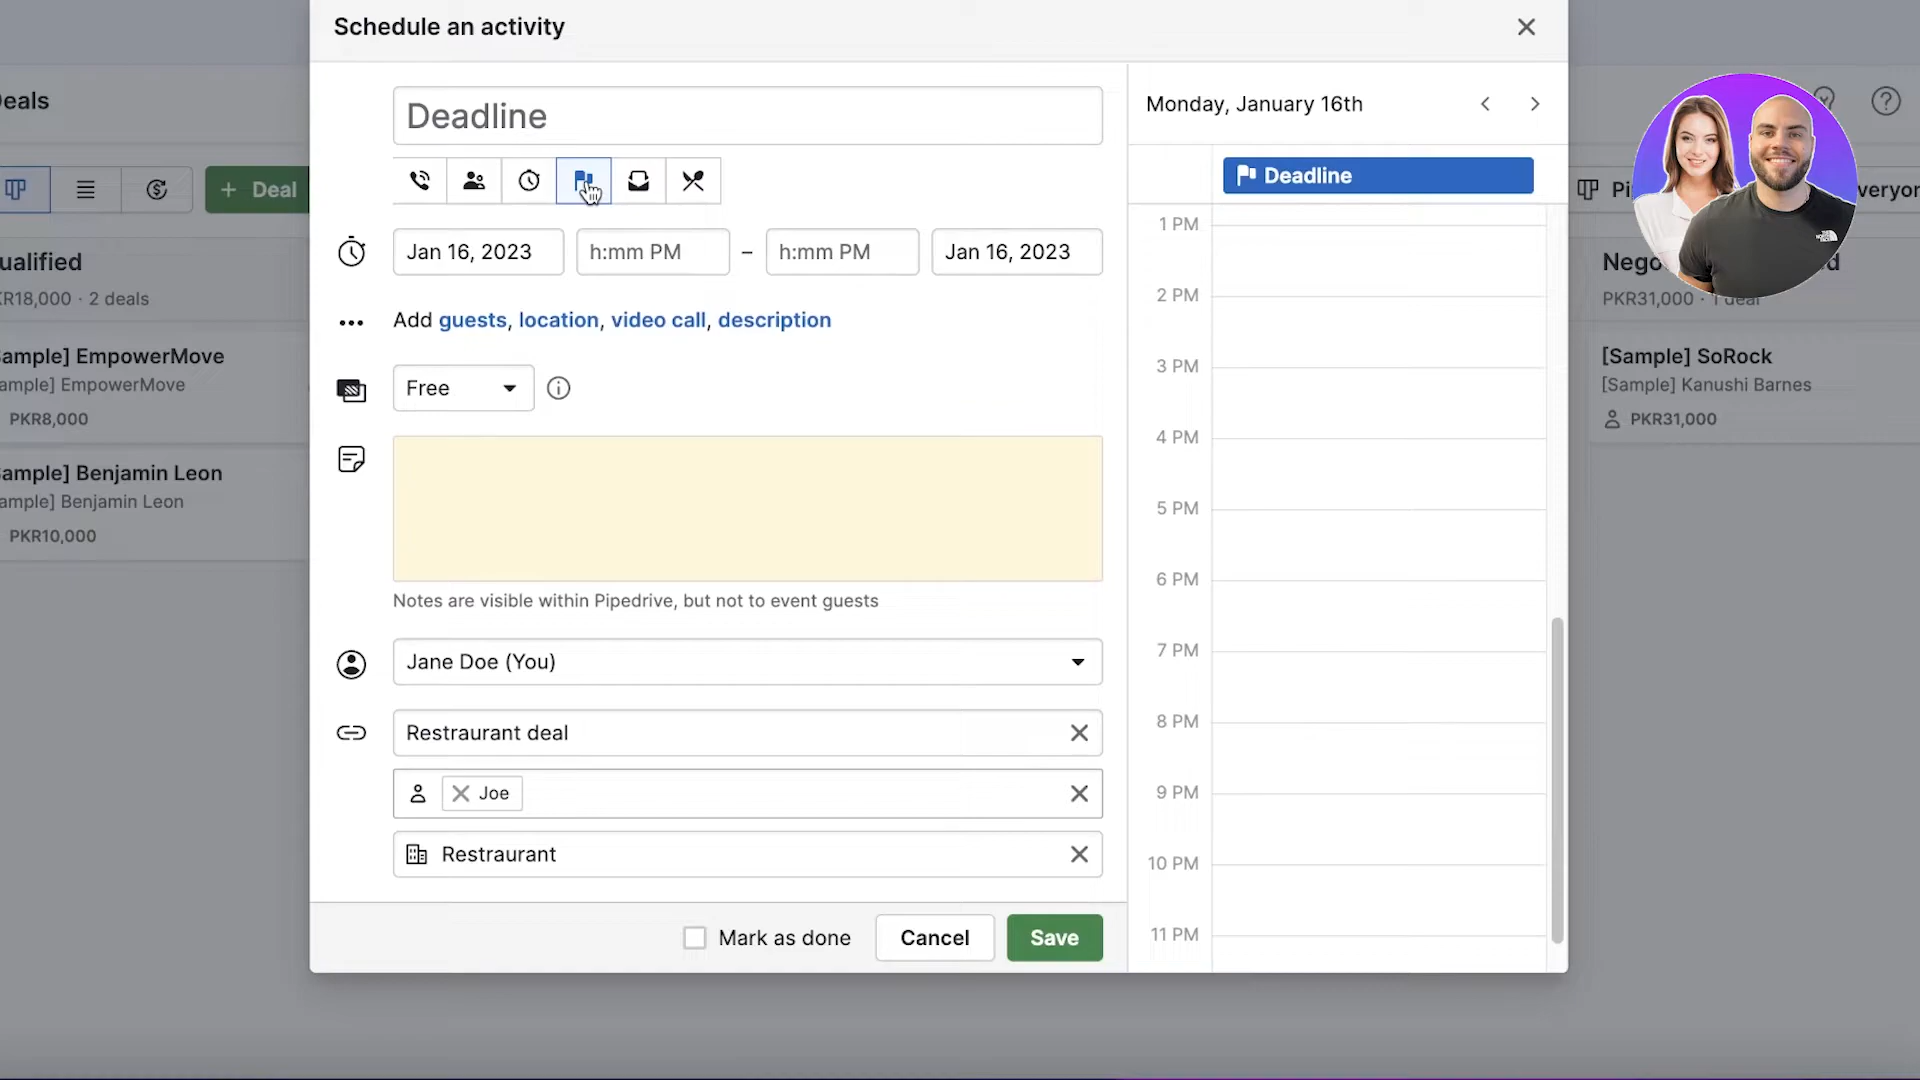 Schedule an activity
eals
Deadline
Monday, January 16th
Deadline
+ Deal
Jan 16, 2023
h:mm PM
–
h:mm PM
Jan 16, 2023
ualified
KR18,000 · 2 deals
Add guests, location, video call, description
ample] EmpowerMove
ample] EmpowerMove
PKR8,000
Free
ample] Benjamin Leon
ample] Benjamin Leon
PKR10,000
Notes are visible within Pipedrive, but not to event guests
Jane Doe (You)
Restraurant deal
Joe
Restraurant
Mark as done
Cancel
Save
1 PM
2 PM
3 PM
4 PM
5 PM
6 PM
7 PM
8 PM
9 PM
10 PM
11 PM
Pi
veryon
Nego
d
PKR31,000 · 1 deal
[Sample] SoRock
[Sample] Kanushi Barnes
PKR31,000